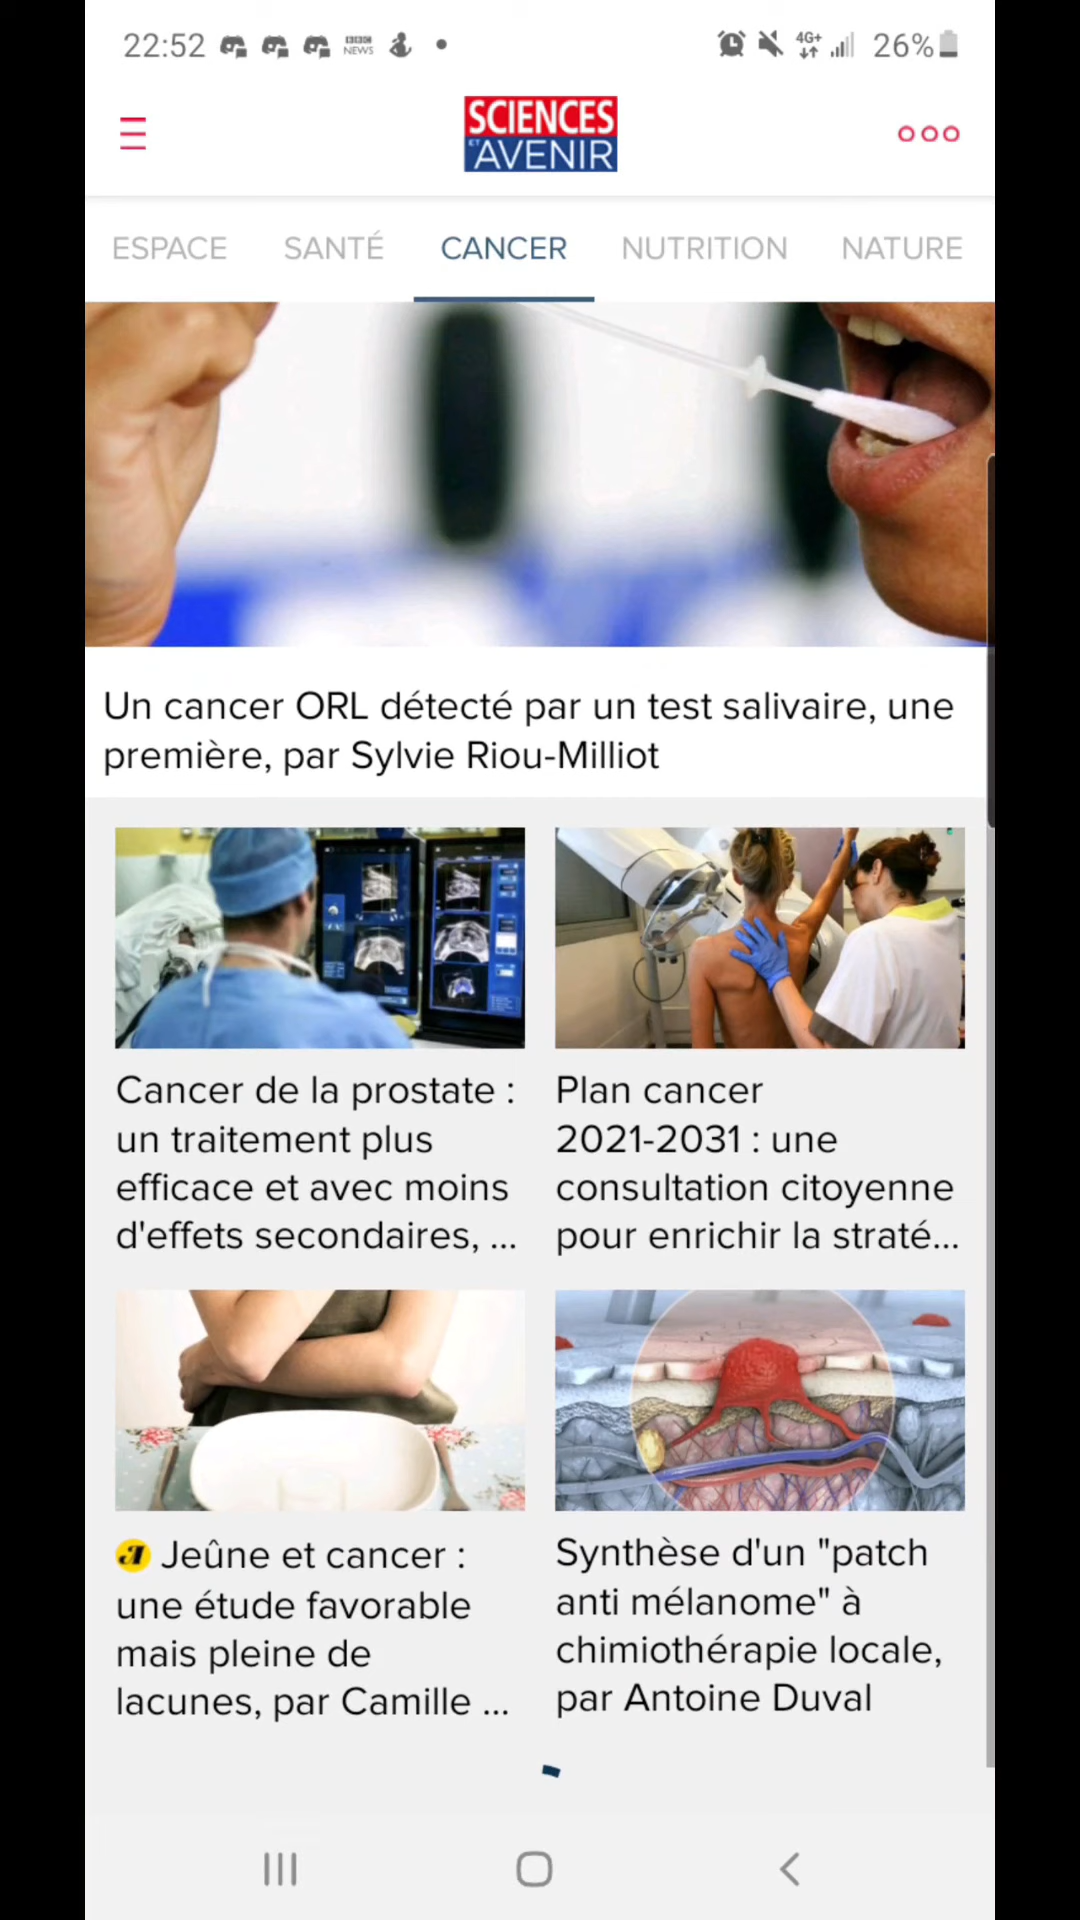 22:52 BBC NEWS 4G+ 26%
SCIENCES
ET AVENIR
ESPACE SANTÉ CANCER NUTRITION NATURE
Un cancer ORL détecté par un test salivaire, une
première, par Sylvie Riou-Milliot
Cancer de la prostate :
un traitement plus
efficace et avec moins
d'effets secondaires, ...
Plan cancer
2021-2031 : une
consultation citoyenne
pour enrichir la straté...
Jeûne et cancer :
une étude favorable
mais pleine de
lacunes, par Camille ...
Synthèse d'un "patch
anti mélanome" à
chimiothérapie locale,
par Antoine Duval